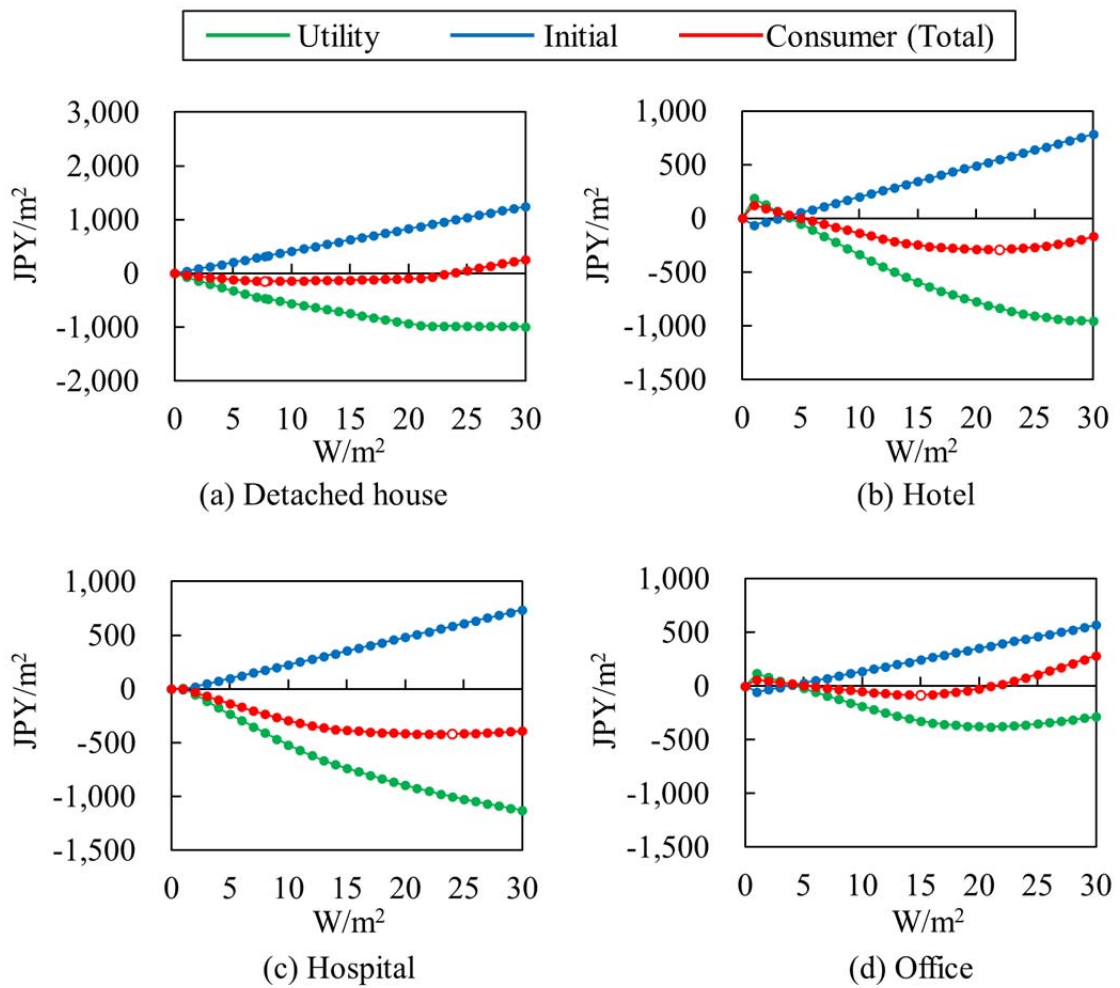 Utility Initial Consumer (Total)
JPY/m²
3,000
2,000
1,000
0
-1,000
-2,000
0 5 10 15 20 25 30
W/m²
(a) Detached house
JPY/m²
1,000
500
0
-500
-1,000
-1,500
0 5 10 15 20 25 30
W/m²
(b) Hotel
JPY/m²
1,000
500
0
-500
-1,000
-1,500
0 5 10 15 20 25 30
W/m²
(c) Hospital
JPY/m²
1,000
500
0
-500
-1,000
-1,500
0 5 10 15 20 25 30
W/m²
(d) Office